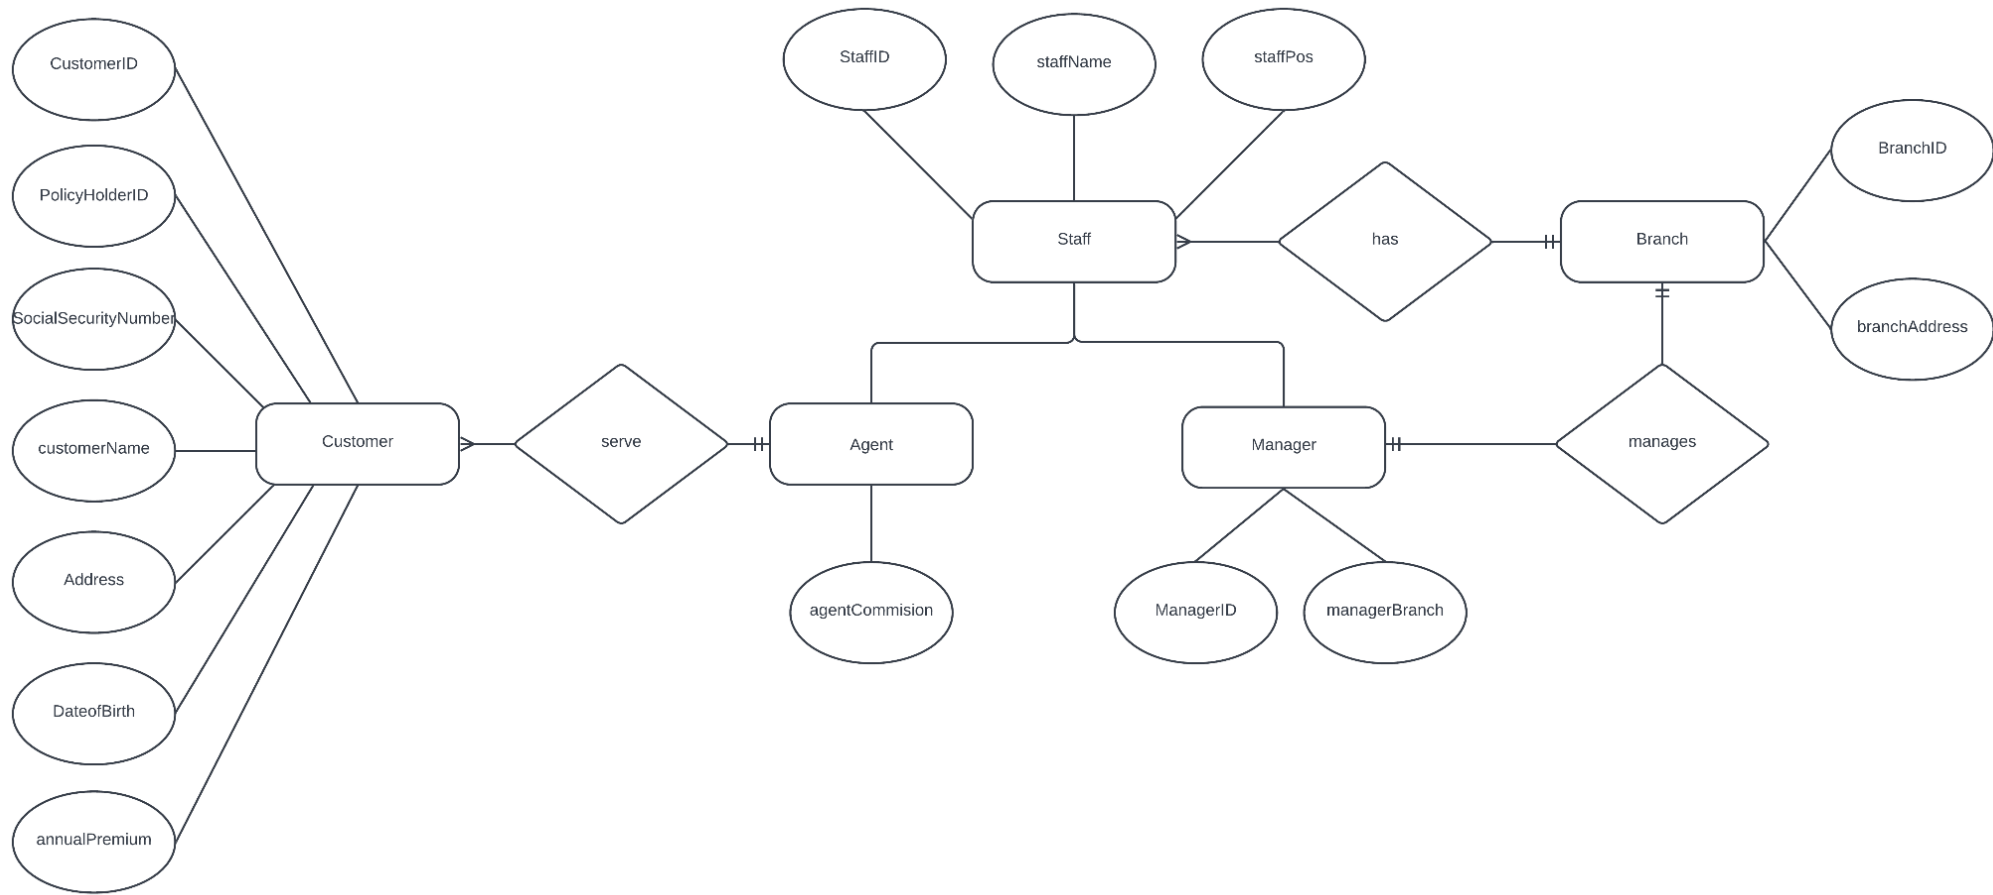 CustomerID
StaffID
staffName
staffPos
BranchID
PolicyHolderID
Staff
has
Branch
SocialSecurityNumber
branchAddress
customerName
Customer
serve
Agent
Manager
manages
Address
agentCommision
ManagerID
managerBranch
DateofBirth
annualPremium